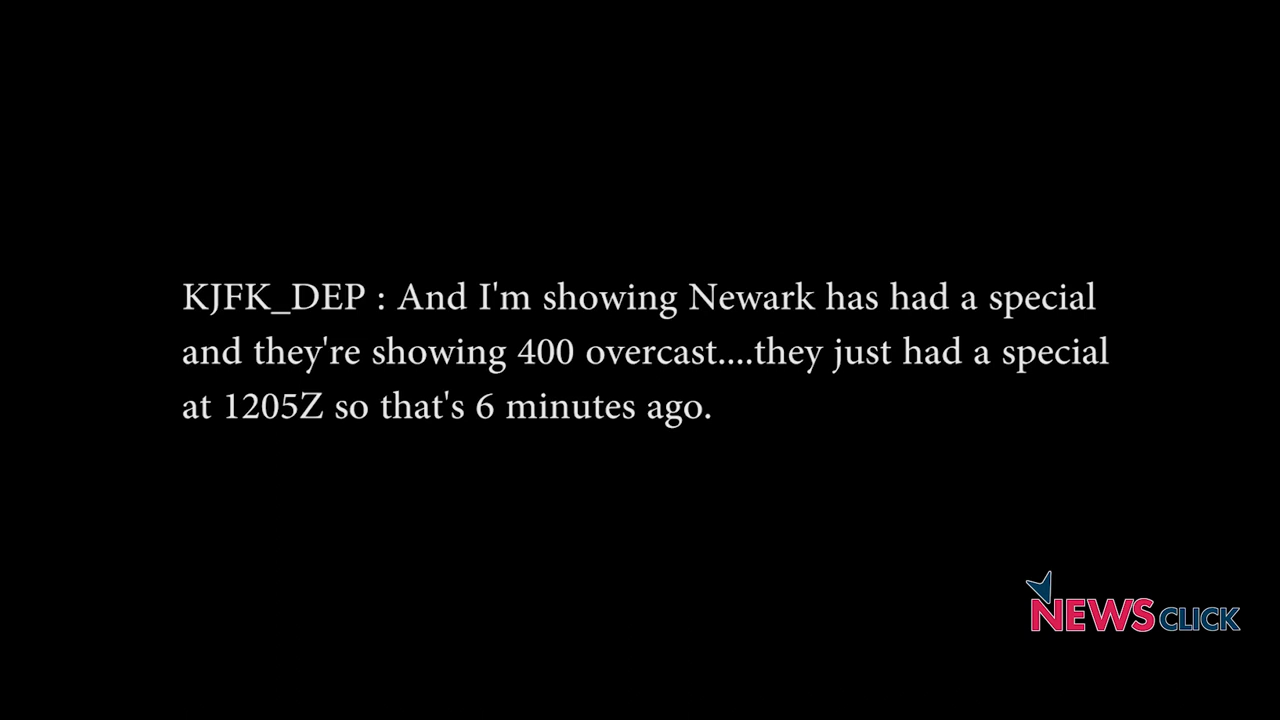 KJFK_DEP : And I'm showing Newark has had a special
and they're showing 400 overcast....they just had a special
at 1205Z so that's 6 minutes ago.
NEWSCLICK